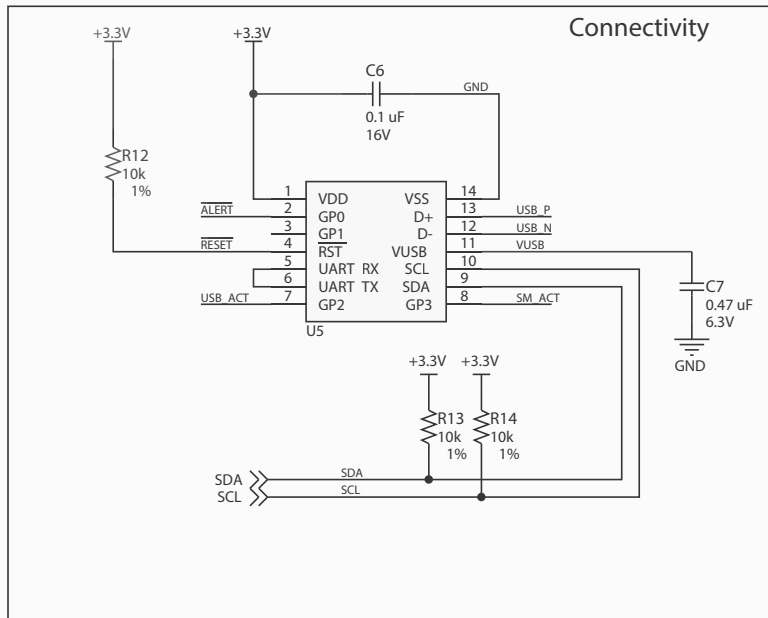 Connectivity
+3.3V
+3.3V
C6
0.1 uF
16V
GND
R12
10k
1%
1 VDD VSS 14
ALERT 2 GP0 D+ 13 USB_P
3 GP1 D- 12 USB_N
RESET 4 RST VUSB 11 VUSB
5 UART RX SCL 10
6 UART TX SDA 9
USB_ACT 7 GP2 GP3 8 SM_ACT
U5
C7
0.47 uF
6.3V
GND
+3.3V +3.3V
R13
10k
1%
R14
10k
1%
SDA SDA
SCL SCL